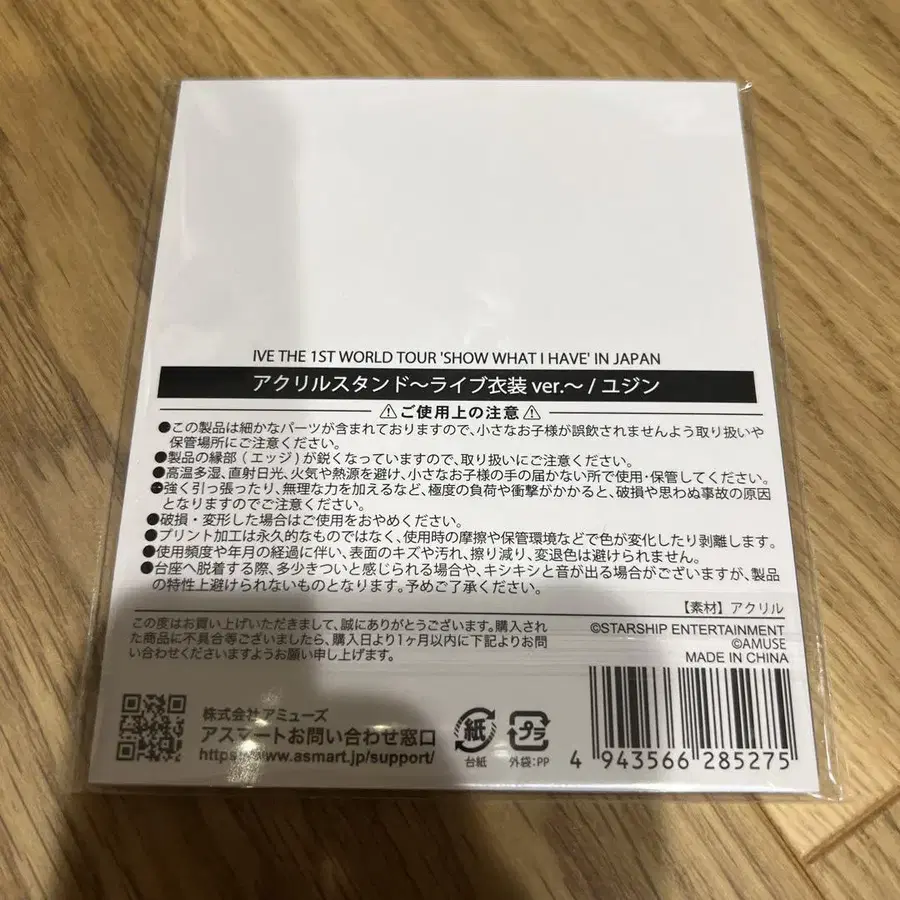 IVE THE 1ST WORLD TOUR 'SHOW WHAT I HAVE' IN JAPAN
アクリルスタンド〜ライブ衣装 ver.〜 / ユジン
ご使用上の注意
●この製品は細かなパーツが含まれておりますので、小さなお子様が誤飲されませんよう取り扱いや
保管場所にご注意ください。
●製品の縁部(エッジ)が鋭くなっていますので、取り扱いにご注意ください。
●高温多湿、直射日光、火気や熱源を避け、小さなお子様の手の届かない所で使用・保管してください。
●強く引っ張ったり、無理な力を加えるなど、極度の負荷や衝撃がかかると、破損や思わぬ事故の原因
となりますのでご注意ください。
●破損・変形した場合はご使用をおやめください。
●プリント加工は永久的なものではなく、使用時の摩擦や保管環境などで色が変化したり剥離します。
●使用頻度や年月の経過に伴い、表面のキズや汚れ、擦り減り、変退色は避けられません。
●台座へ脱着する際、多少きついと感じられる場合や、キシキシと音が出る場合がございますが、製品
の特性上避けられないものとなります。予めご了承ください。
【素材】アクリル
この度はお買い上げいただきまして、誠にありがとうございます。購入され
た商品に不具合等ございましたら、購入日より1ヶ月以内に下記よりお問
い合わせくださいますようお願い申し上げます。
©STARSHIP ENTERTAINMENT
©AMUSE
MADE IN CHINA
株式会社アミューズ
アスマートお問い合わせ窓口
https://www.asmart.jp/support/
紙
台紙
プラ
外袋:PP
4 943566 285275